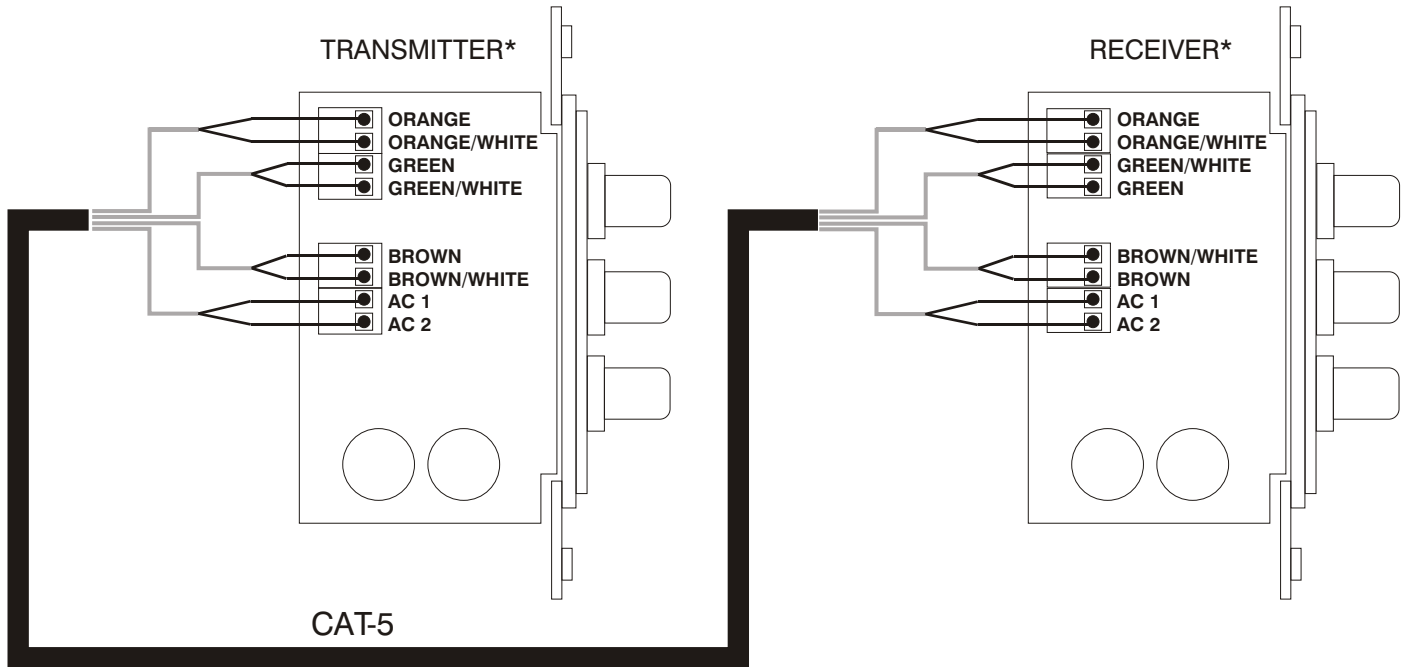 TRANSMITTER*
ORANGE
ORANGE/WHITE
GREEN
GREEN/WHITE
BROWN
BROWN/WHITE
AC 1
AC 2
RECEIVER*
ORANGE
ORANGE/WHITE
GREEN/WHITE
GREEN
BROWN/WHITE
BROWN
AC 1
AC 2
CAT-5